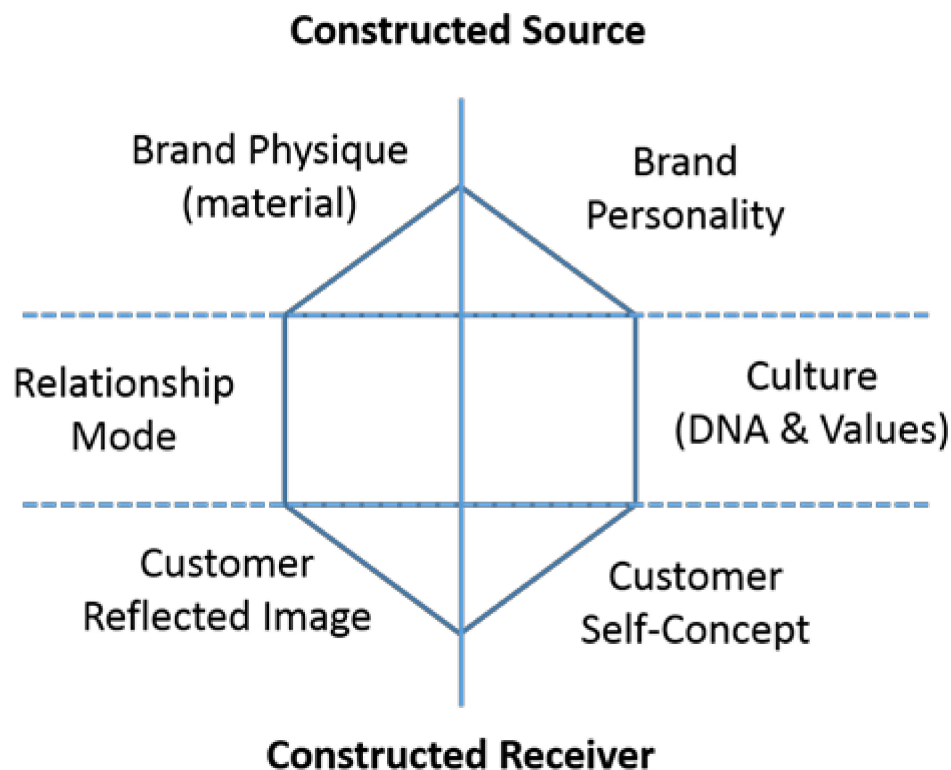 Constructed Source
Brand Physique
(material)
Brand
Personality
Relationship
Mode
Culture
(DNA & Values)
Customer
Reflected Image
Customer
Self-Concept
Constructed Receiver